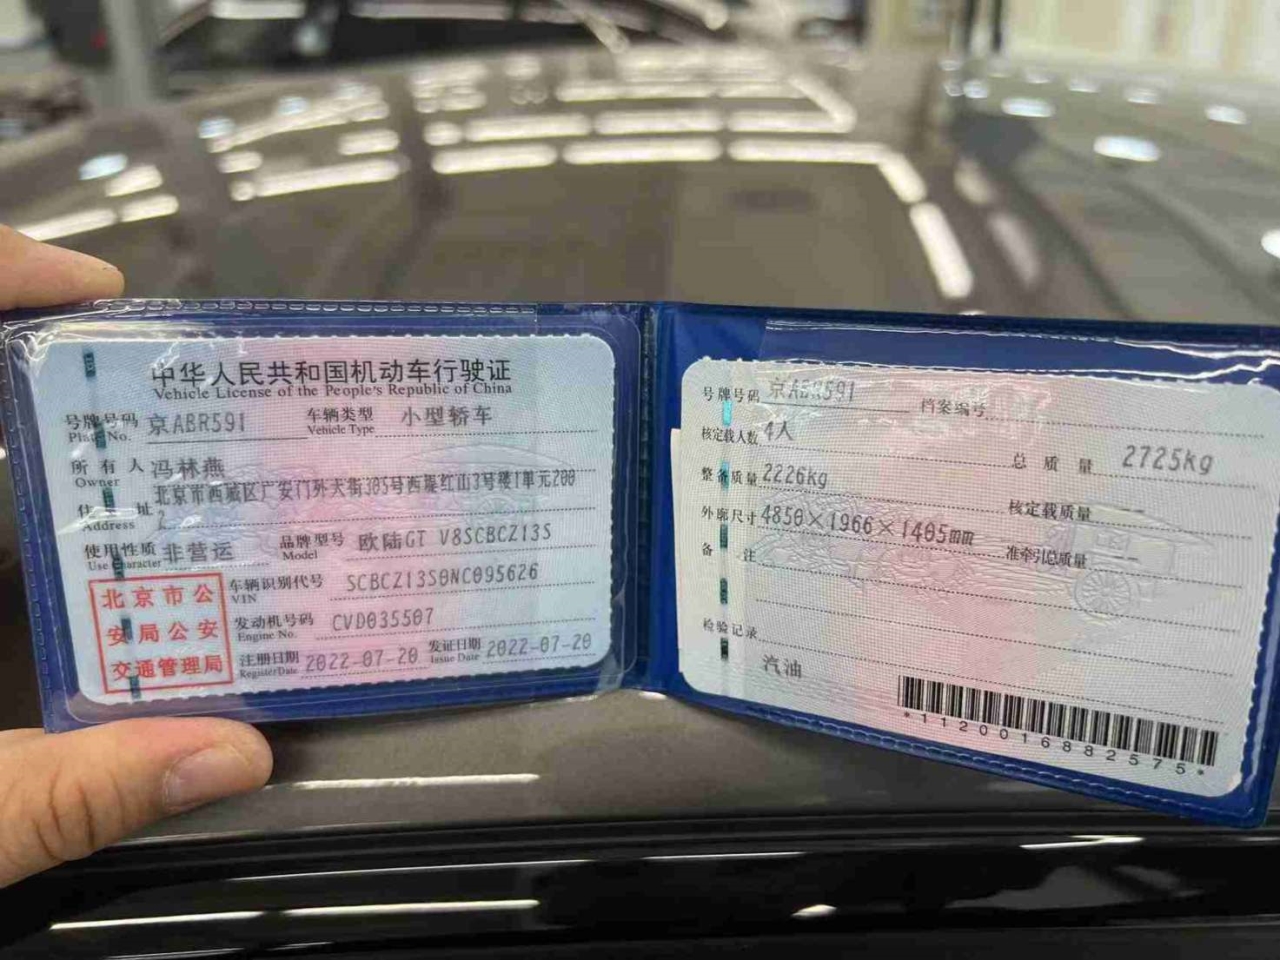 中华人民共和国机动车行驶证
Vehicle License of the People's Republic of China
号牌号码 京ABR591 车辆类型 小型轿车
Plate No. Vehicle Type
所有人 冯林燕
Owner
住址 北京市西城区广安门外大街305号西堤红山3号楼1单元200
2
Address
使用性质 非营运 品牌型号 欧陆GT V8SCBCZ13S
Use Character Model
北京市公
安局公安
交通管理局
车辆识别代号 SCBCZ13S0NC095626
VIN
发动机号码 CVD035507
Engine No.
注册日期 2022-07-20 发证日期 2022-07-20
Register Date Issue Date
号牌号码 京ABR591 档案编号
核定载人数 4人 总质量 2725kg
整备质量 2226kg 核定载质量
外廓尺寸 4850×1966×1405mm 准牵引总质量
备注
检验记录
汽油
*1120016882575*